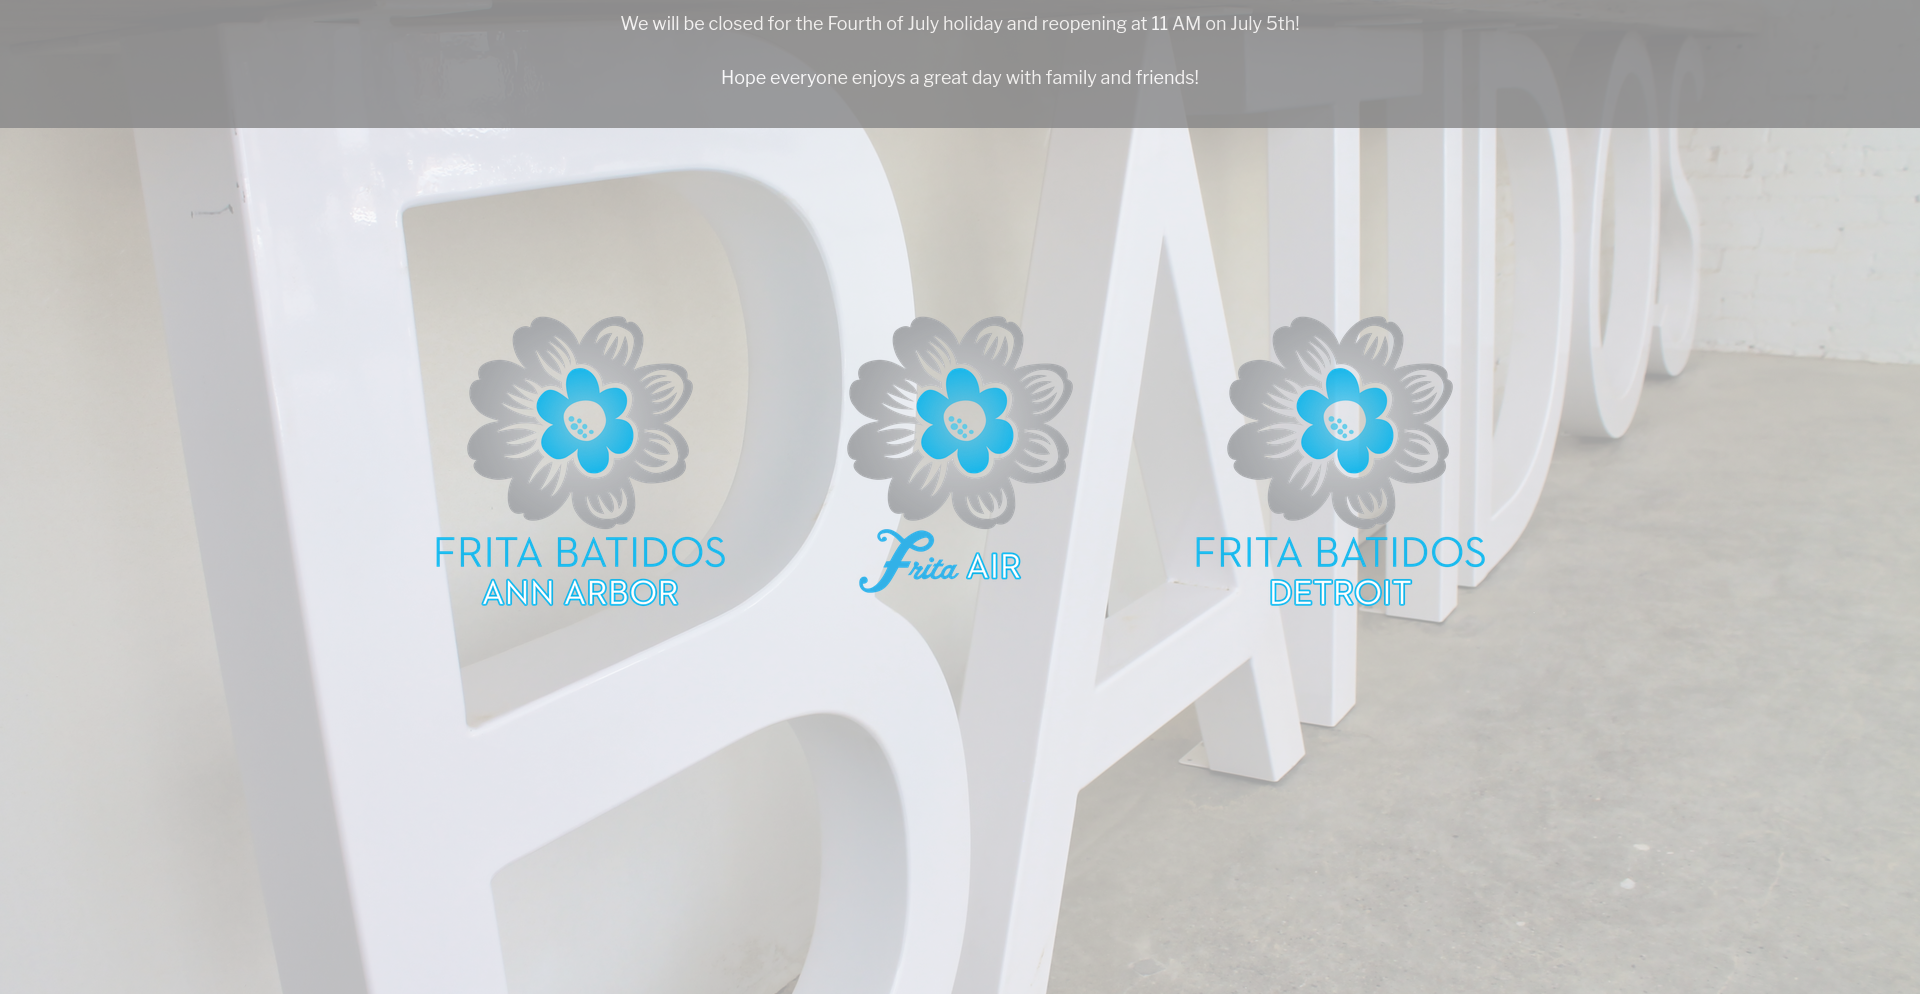 We will be closed for the Fourth of July holiday and reopening at 11 AM on July 5th!
Hope everyone enjoys a great day with family and friends!
BATIDOS
FRITA BATIDOS
ANN ARBOR
Frita AIR
FRITA BATIDOS
DETROIT